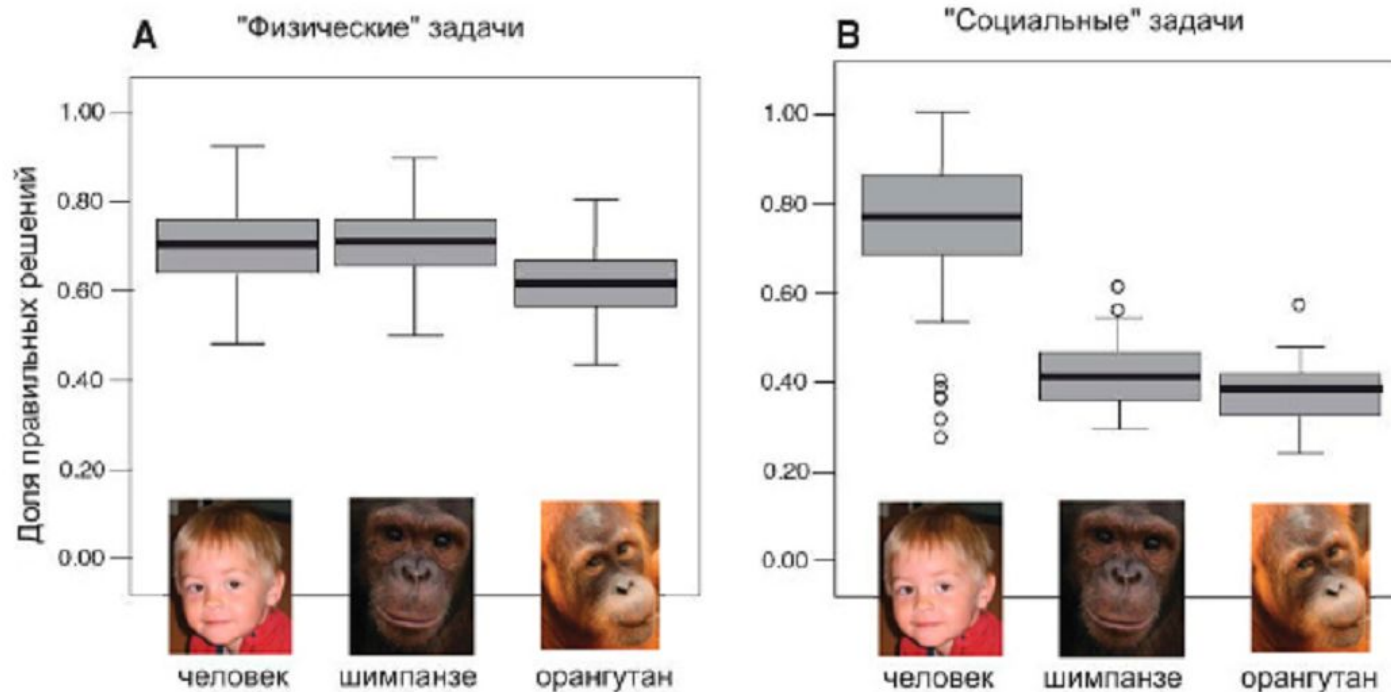 A "Физические" задачи
Доля правильных решений
1.00
0.80
0.60
0.40
0.20
0.00
человек шимпанзе орангутан
B "Социальные" задачи
1.00
0.80
0.60
0.40
0.20
0.00
человек шимпанзе орангутан